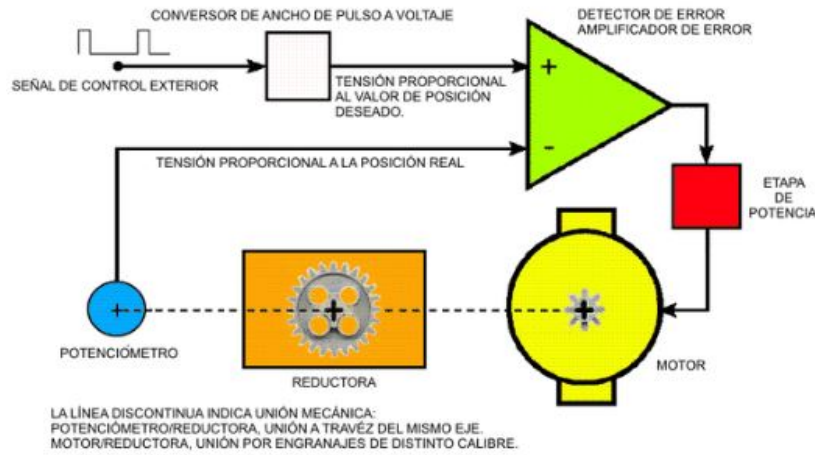 CONVERSOR DE ANCHO DE PULSO A VOLTAJE
DETECTOR DE ERROR
AMPLIFICADOR DE ERROR
SEÑAL DE CONTROL EXTERIOR
TENSIÓN PROPORCIONAL
AL VALOR DE POSICIÓN
DESEADO.
+
-
TENSIÓN PROPORCIONAL A LA POSICIÓN REAL
ETAPA
DE
POTENCIA
POTENCIÓMETRO
REDUCTORA
MOTOR
LA LÍNEA DISCONTINUA INDICA UNIÓN MECÁNICA:
POTENCIÓMETRO/REDUCTORA, UNIÓN A TRAVÉZ DEL MISMO EJE.
MOTOR/REDUCTORA, UNIÓN POR ENGRANAJES DE DISTINTO CALIBRE.